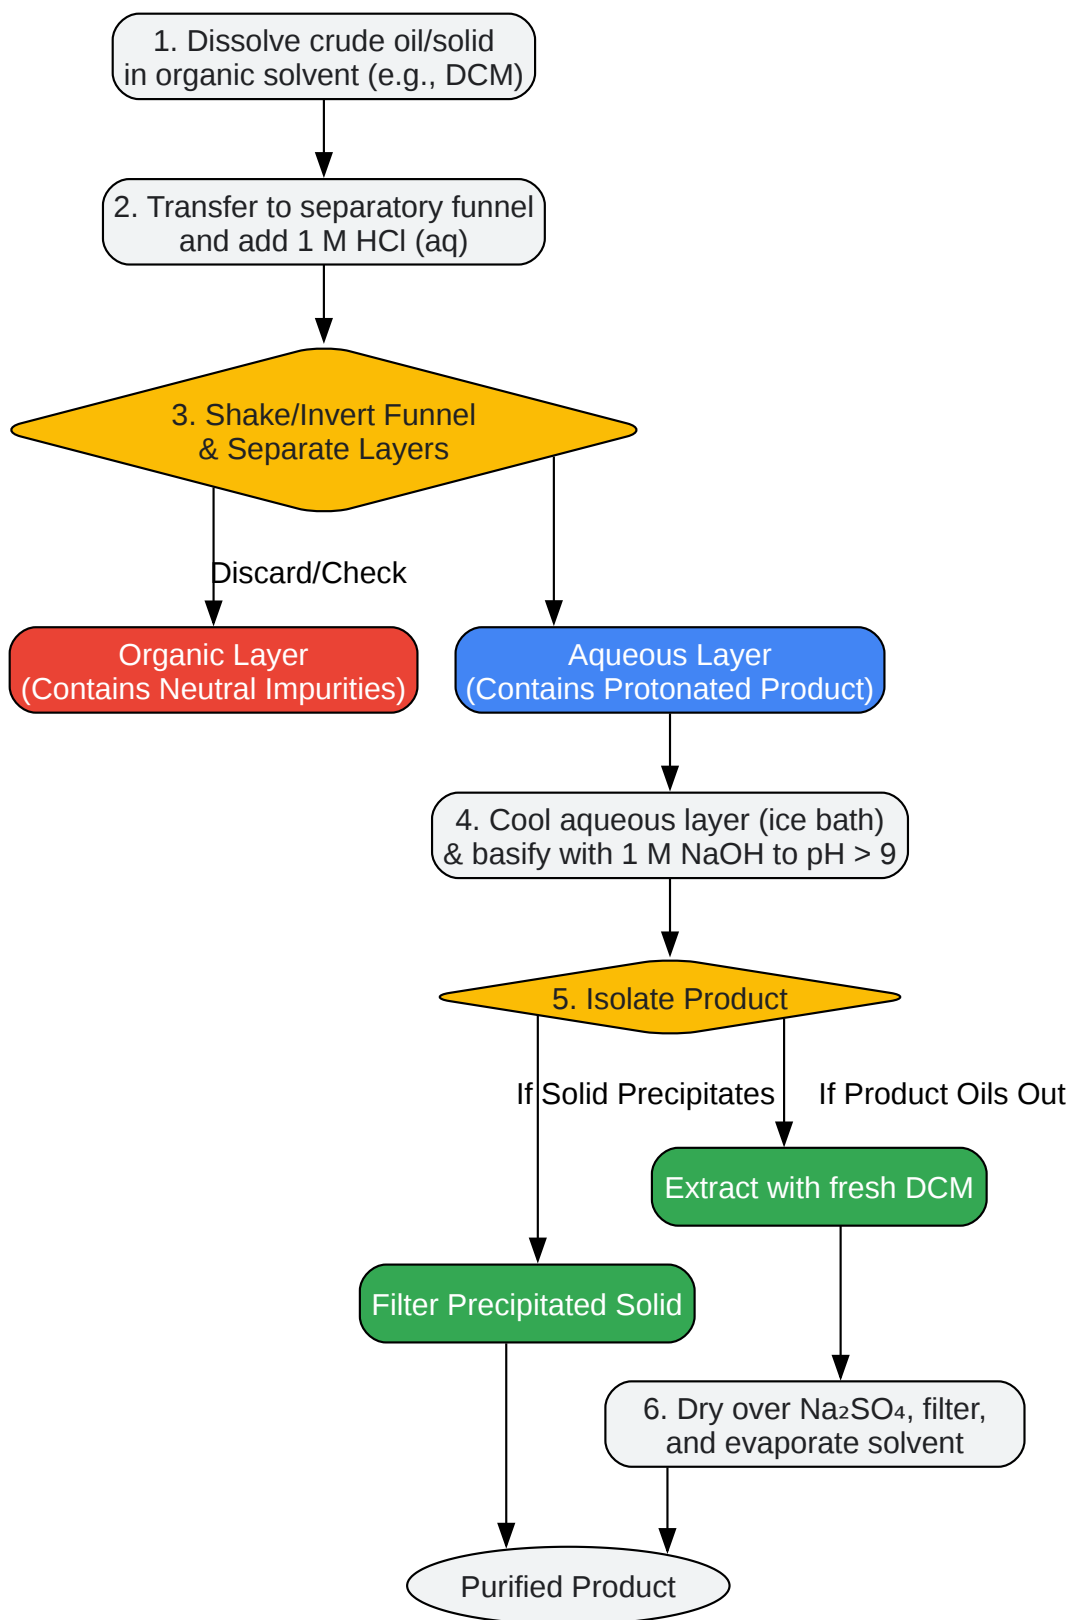 1. Dissolve crude oil/solid
in organic solvent (e.g., DCM)
2. Transfer to separatory funnel
and add 1 M HCl (aq)
3. Shake/Invert Funnel
& Separate Layers
Discard/Check
Organic Layer
(Contains Neutral Impurities)
Aqueous Layer
(Contains Protonated Product)
4. Cool aqueous layer (ice bath)
& basify with 1 M NaOH to pH > 9
5. Isolate Product
If Solid Precipitates
If Product Oils Out
Extract with fresh DCM
Filter Precipitated Solid
6. Dry over Na₂SO₄, filter,
and evaporate solvent
Purified Product